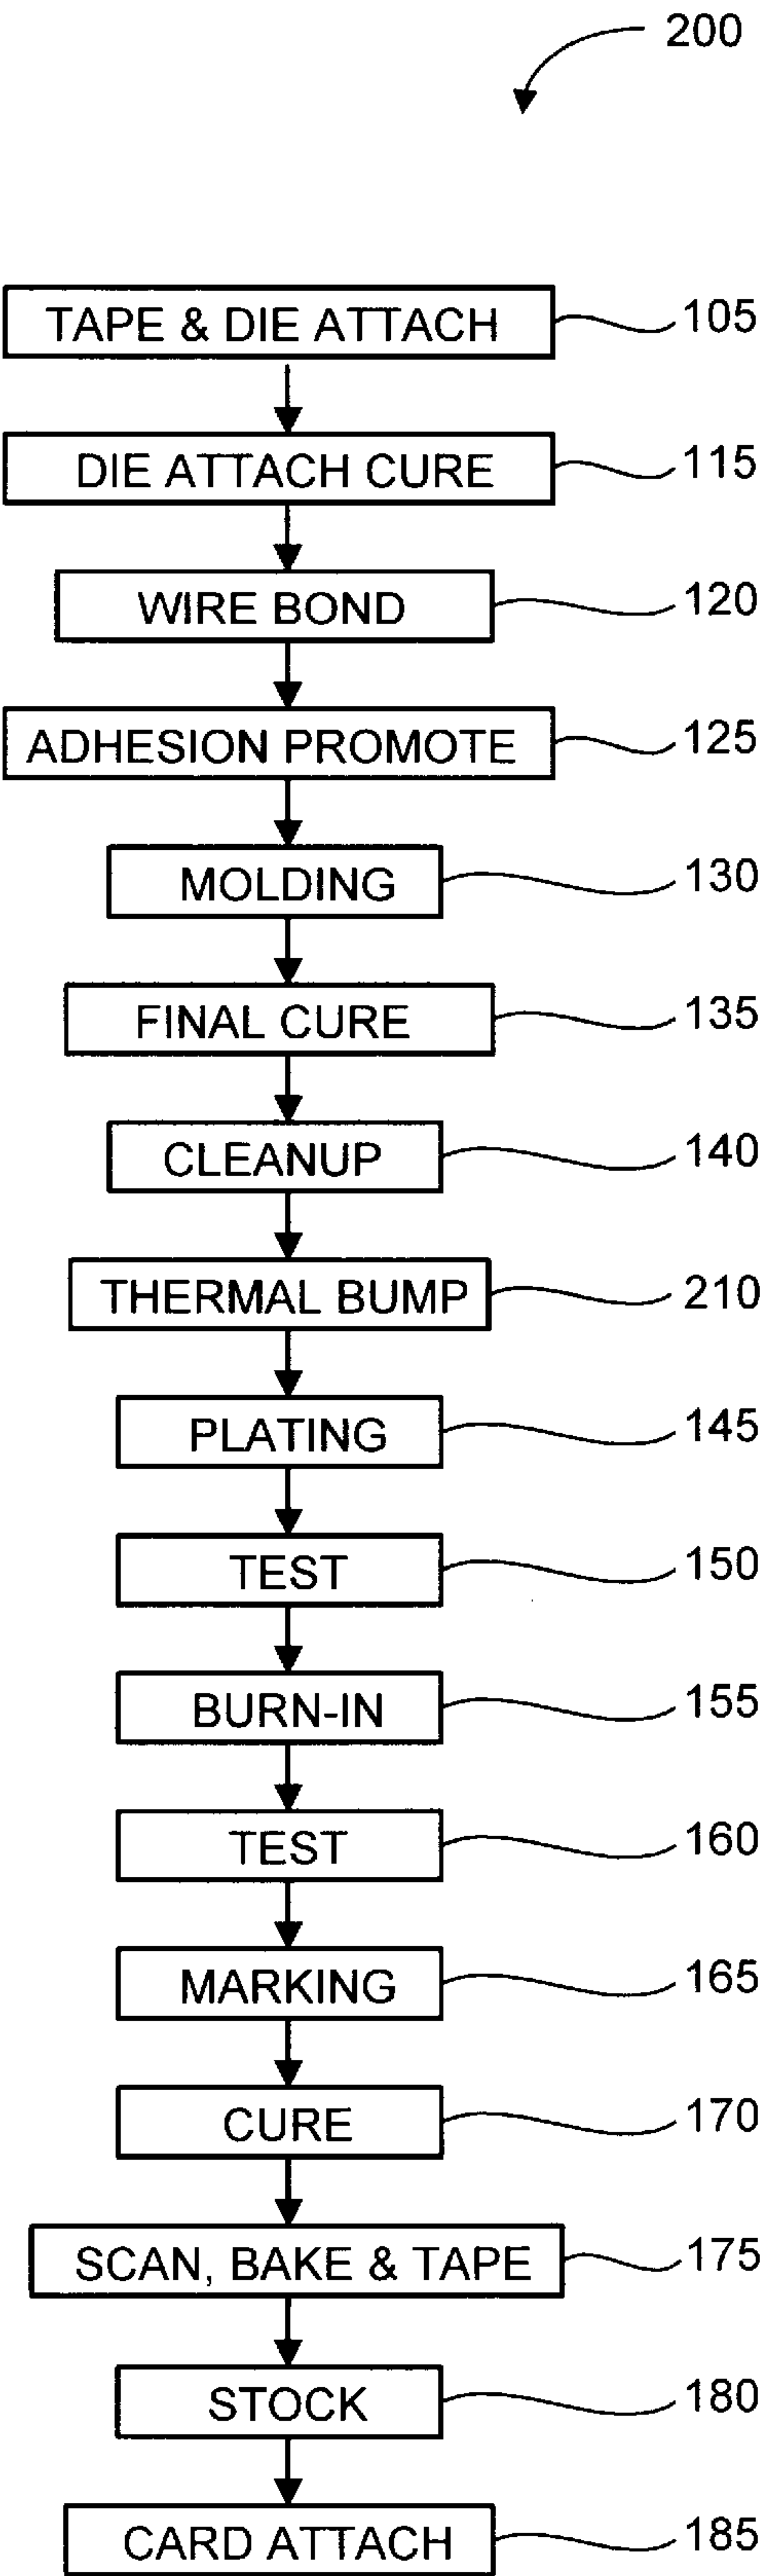 200
TAPE & DIE ATTACH 105
DIE ATTACH CURE 115
WIRE BOND 120
ADHESION PROMOTE 125
MOLDING 130
FINAL CURE 135
CLEANUP 140
THERMAL BUMP 210
PLATING 145
TEST 150
BURN-IN 155
TEST 160
MARKING 165
CURE 170
SCAN, BAKE & TAPE 175
STOCK 180
CARD ATTACH 185